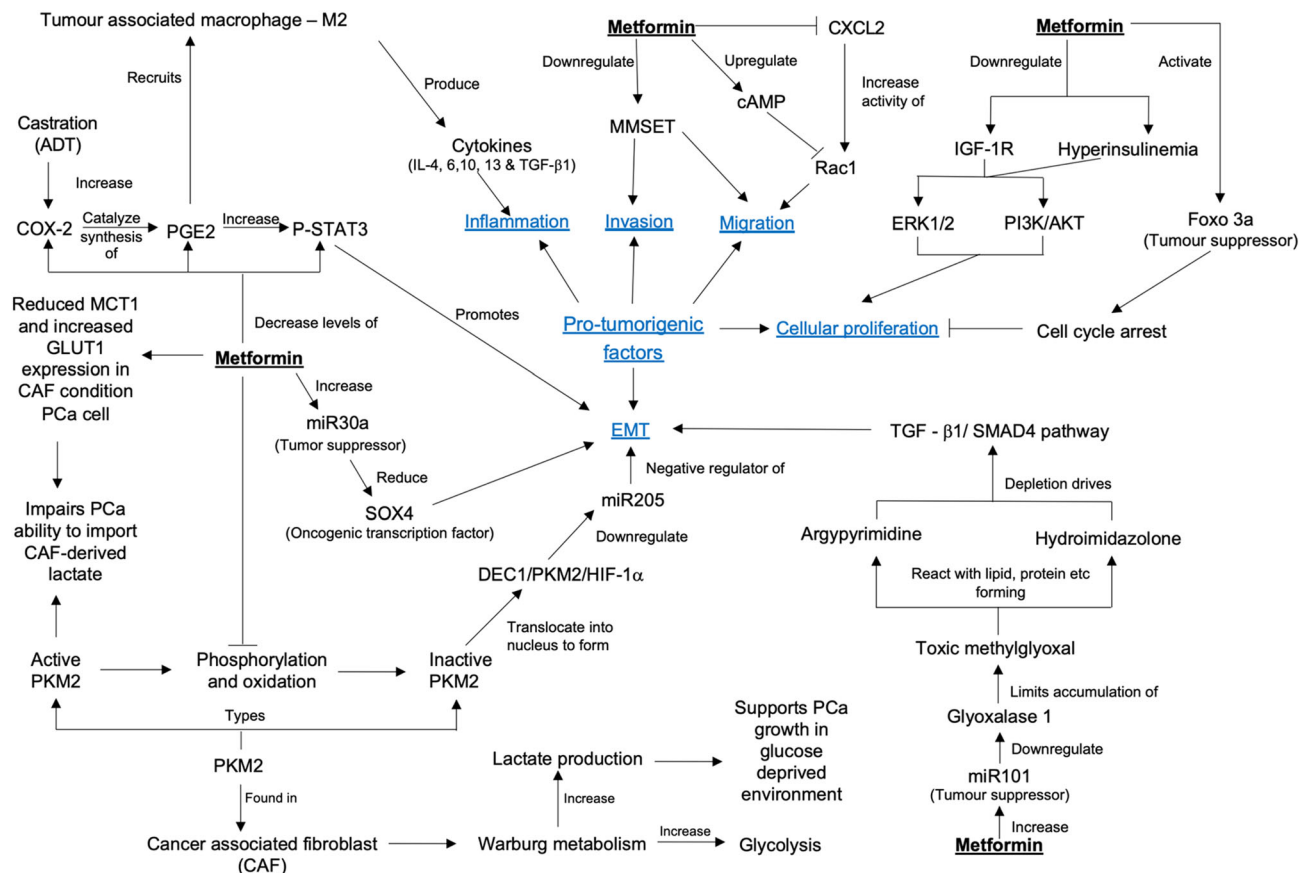 Tumour associated macrophage – M2
Metformin
CXCL2
Metformin
Recruits
Produce
Downregulate
Upregulate
Increase
activity of
Downregulate
Activate
cAMP
Castration
(ADT)
MMSET
Cytokines
(IL-4, 6,10, 13 & TGF-β1)
Rac1
IGF-1R
Hyperinsulinemia
Increase
COX-2
Catalyze
synthesis
of
PGE2
Increase
P-STAT3
Inflammation
Invasion
Migration
ERK1/2
PI3K/AKT
Foxo 3a
(Tumour suppressor)
Reduced MCT1
and increased
GLUT1
expression in
CAF condition
PCa cell
Decrease levels of
Promotes
Pro-tumorigenic
factors
Cellular proliferation
Cell cycle arrest
Metformin
Increase
miR30a
(Tumor suppressor)
EMT
TGF - β1/ SMAD4 pathway
Reduce
Negative regulator of
Depletion drives
SOX4
(Oncogenic transcription factor)
miR205
Impairs PCa
ability to import
CAF-derived
lactate
Downregulate
Argypyrimidine
Hydroimidazolone
DEC1/PKM2/HIF-1α
React with lipid, protein etc
forming
Translocate into
nucleus to form
Active
PKM2
Phosphorylation
and oxidation
Inactive
PKM2
Toxic methylglyoxal
Limits accumulation of
Types
Glyoxalase 1
PKM2
Lactate production
Supports PCa
growth in
glucose
deprived
environment
Downregulate
miR101
(Tumour suppressor)
Found in
Increase
Increase
Cancer associated fibroblast
(CAF)
Warburg metabolism
Increase
Glycolysis
Metformin